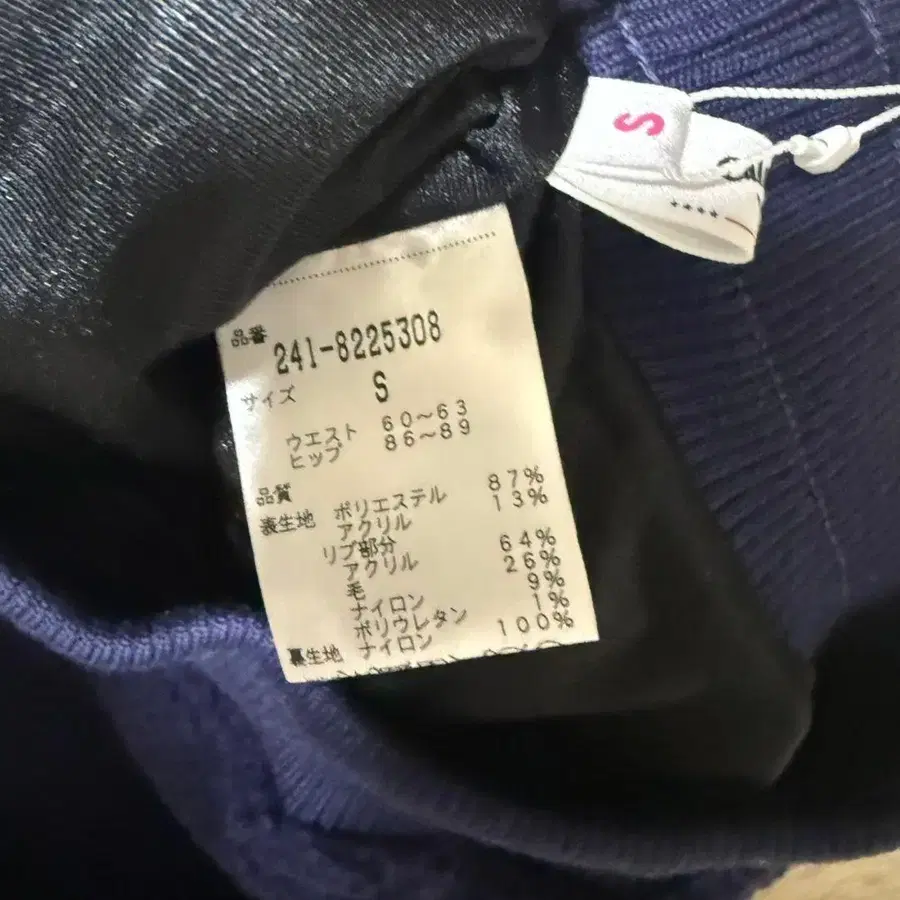 S
品番 241-8225308
サイズ S
ウエスト 60~63
ヒップ 86~89
品質
表生地 ポリエステル 87%
アクリル 13%
リブ部分
アクリル 64%
毛 26%
ナイロン 9%
ポリウレタン 1%
裏生地 ナイロン 100%